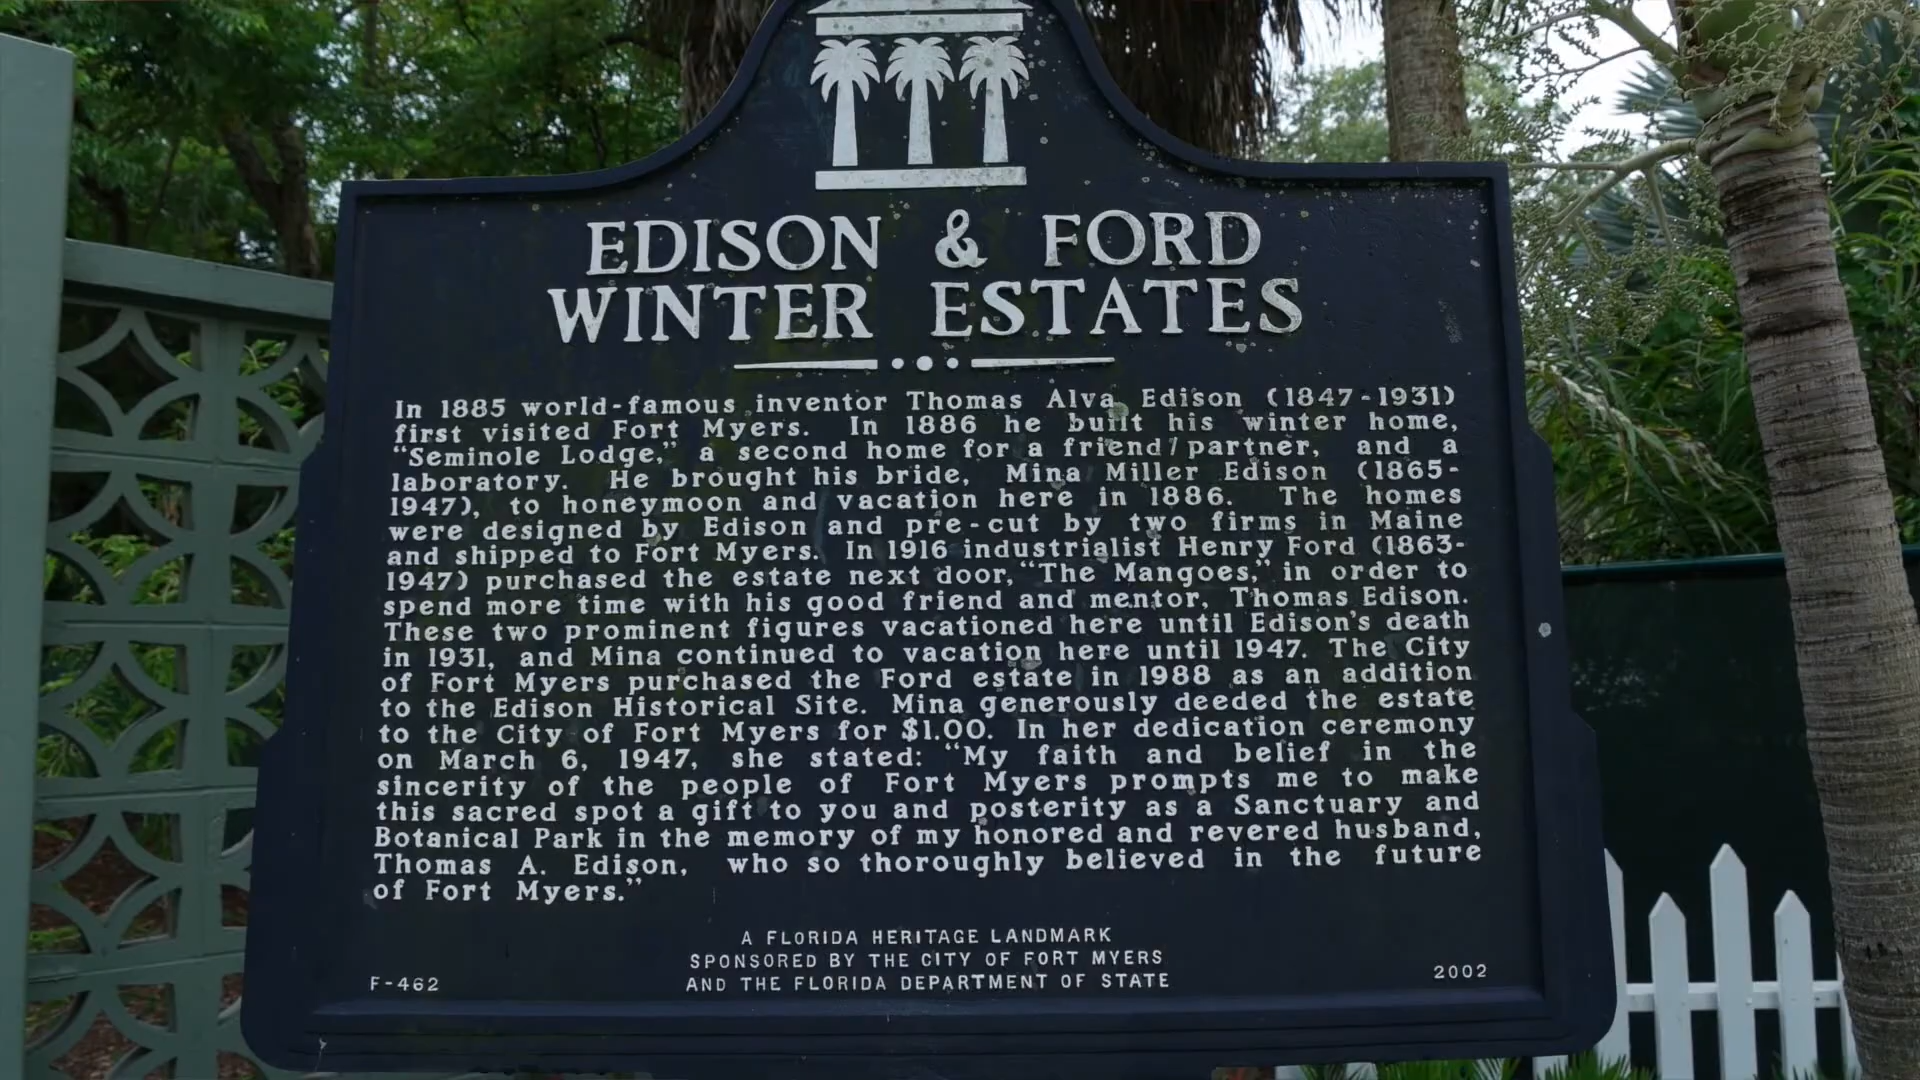 EDISON & FORD
WINTER ESTATES
In 1885 world-famous inventor Thomas Alva Edison (1847-1931)
first visited Fort Myers. In 1886 he built his winter home,
“Seminole Lodge,” a second home for a friend/partner, and a
laboratory. He brought his bride, Mina Miller Edison (1865-
1947), to honeymoon and vacation here in 1886. The homes
were designed by Edison and pre-cut by two firms in Maine
and shipped to Fort Myers. In 1916 industrialist Henry Ford (1863-
1947) purchased the estate next door, “The Mangoes,” in order to
spend more time with his good friend and mentor, Thomas Edison.
These two prominent figures vacationed here until Edison's death
in 1931, and Mina continued to vacation here until 1947. The City
of Fort Myers purchased the Ford estate in 1988 as an addition
to the Edison Historical Site. Mina generously deeded the estate
to the City of Fort Myers for $1.00. In her dedication ceremony
on March 6, 1947, she stated: “My faith and belief in the
sincerity of the people of Fort Myers prompts me to make
this sacred spot a gift to you and posterity as a Sanctuary and
Botanical Park in the memory of my honored and revered husband,
Thomas A. Edison, who so thoroughly believed in the future
of Fort Myers.”
A FLORIDA HERITAGE LANDMARK
SPONSORED BY THE CITY OF FORT MYERS
AND THE FLORIDA DEPARTMENT OF STATE
F-462
2002